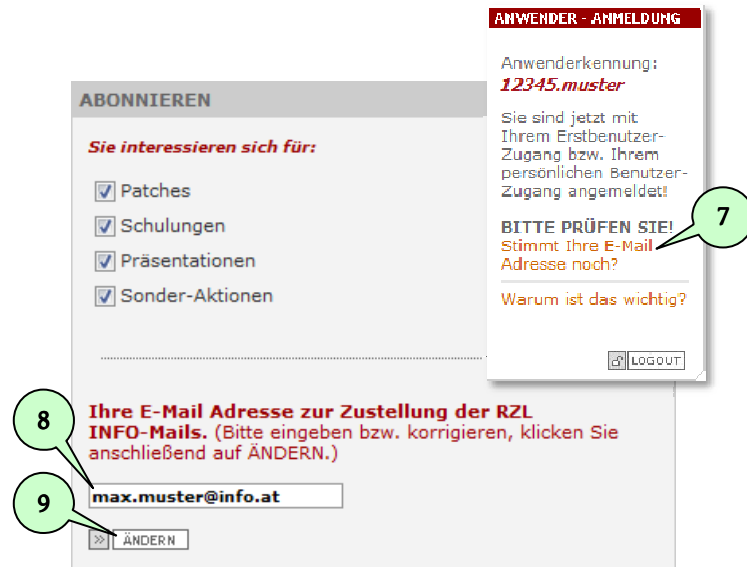 ANWENDER - ANMELDUNG
Anwenderkennung:
12345.muster
Sie sind jetzt mit
Ihrem Erstbenutzer-
Zugang bzw. Ihrem
persönlichen Benutzer-
Zugang angemeldet!
BITTE PRÜFEN SIE!
Stimmt Ihre E-Mail
Adresse noch?
Warum ist das wichtig?
LOGOUT
7
ABONNIEREN
Sie interessieren sich für:
Patches
Schulungen
Präsentationen
Sonder-Aktionen
8
Ihre E-Mail Adresse zur Zustellung der RZL
INFO-Mails. (Bitte eingeben bzw. korrigieren, klicken Sie
anschließend auf ÄNDERN.)
max.muster@info.at
9
» ÄNDERN